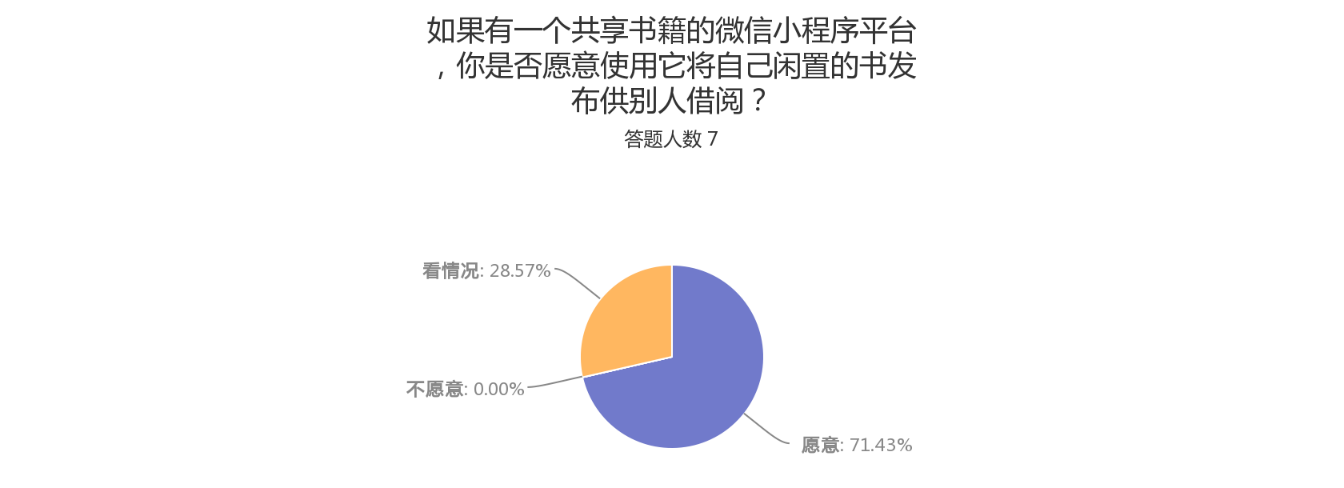 如果有一个共享书籍的微信小程序平台
，你是否愿意使用它将自己闲置的书发
布供别人借阅？
答题人数 7
看情况: 28.57%
不愿意: 0.00%
愿意: 71.43%